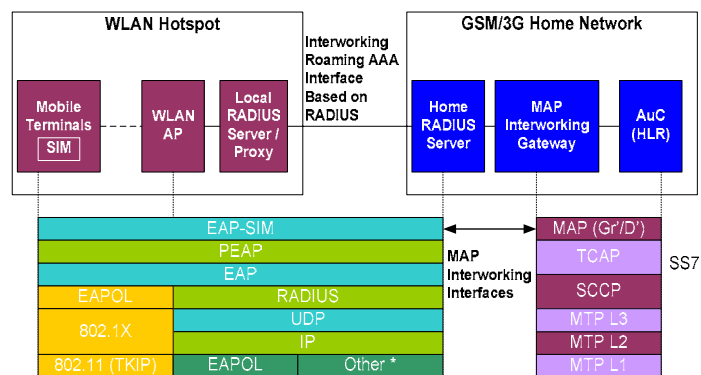 WLAN Hotspot
GSM/3G Home Network
Interworking
Roaming AAA
Interface
Based on
RADIUS
Mobile
Terminals
SIM
WLAN
AP
Local
RADIUS
Server /
Proxy
Home
RADIUS
Server
MAP
Interworking
Gateway
AuC
(HLR)
EAP-SIM
PEAP
EAP
EAPOL
RADIUS
802.1X
UDP
IP
802.11 (TKIP)
EAPOL
Other *
MAP
Interworking
Interfaces
MAP (Gr'/D')
TCAP
SCCP
MTP L3
MTP L2
MTP L1
SS7